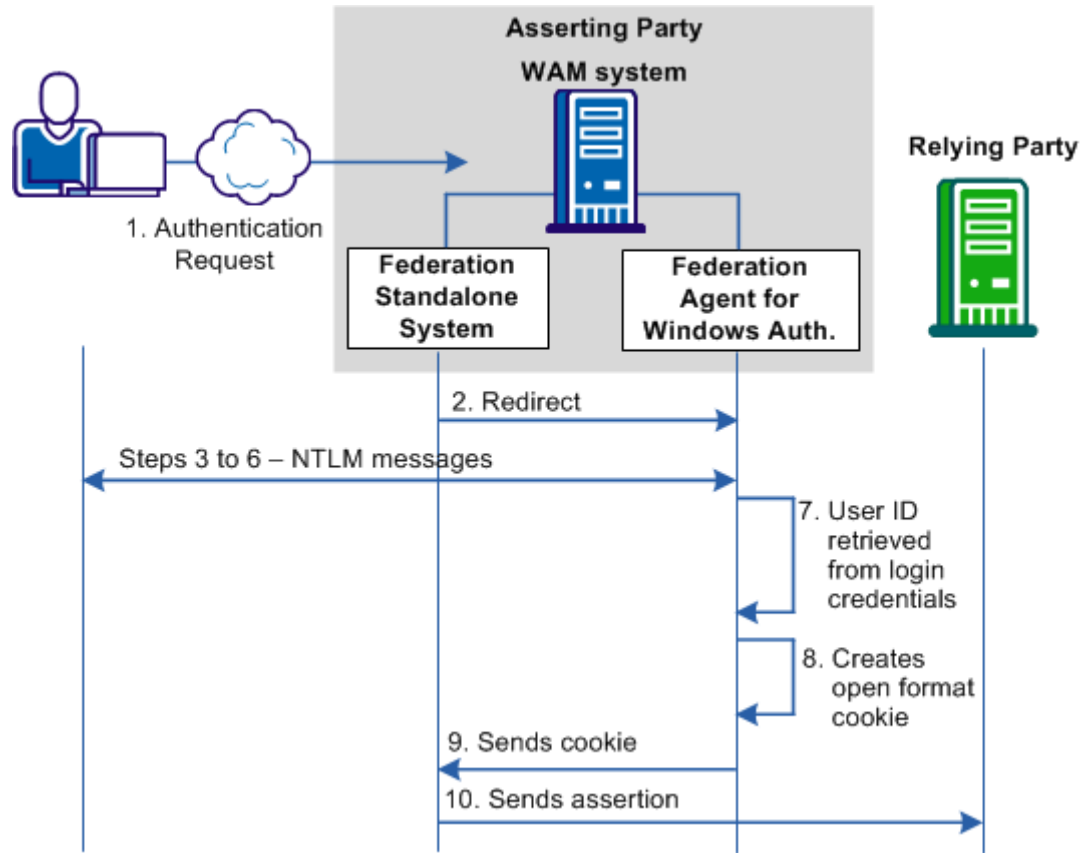 Asserting Party
WAM system
Relying Party
1. Authentication
Request
Federation
Standalone
System
Federation
Agent for
Windows Auth.
2. Redirect
Steps 3 to 6 – NTLM messages
7. User ID
retrieved
from login
credentials
8. Creates
open format
cookie
9. Sends cookie
10. Sends assertion